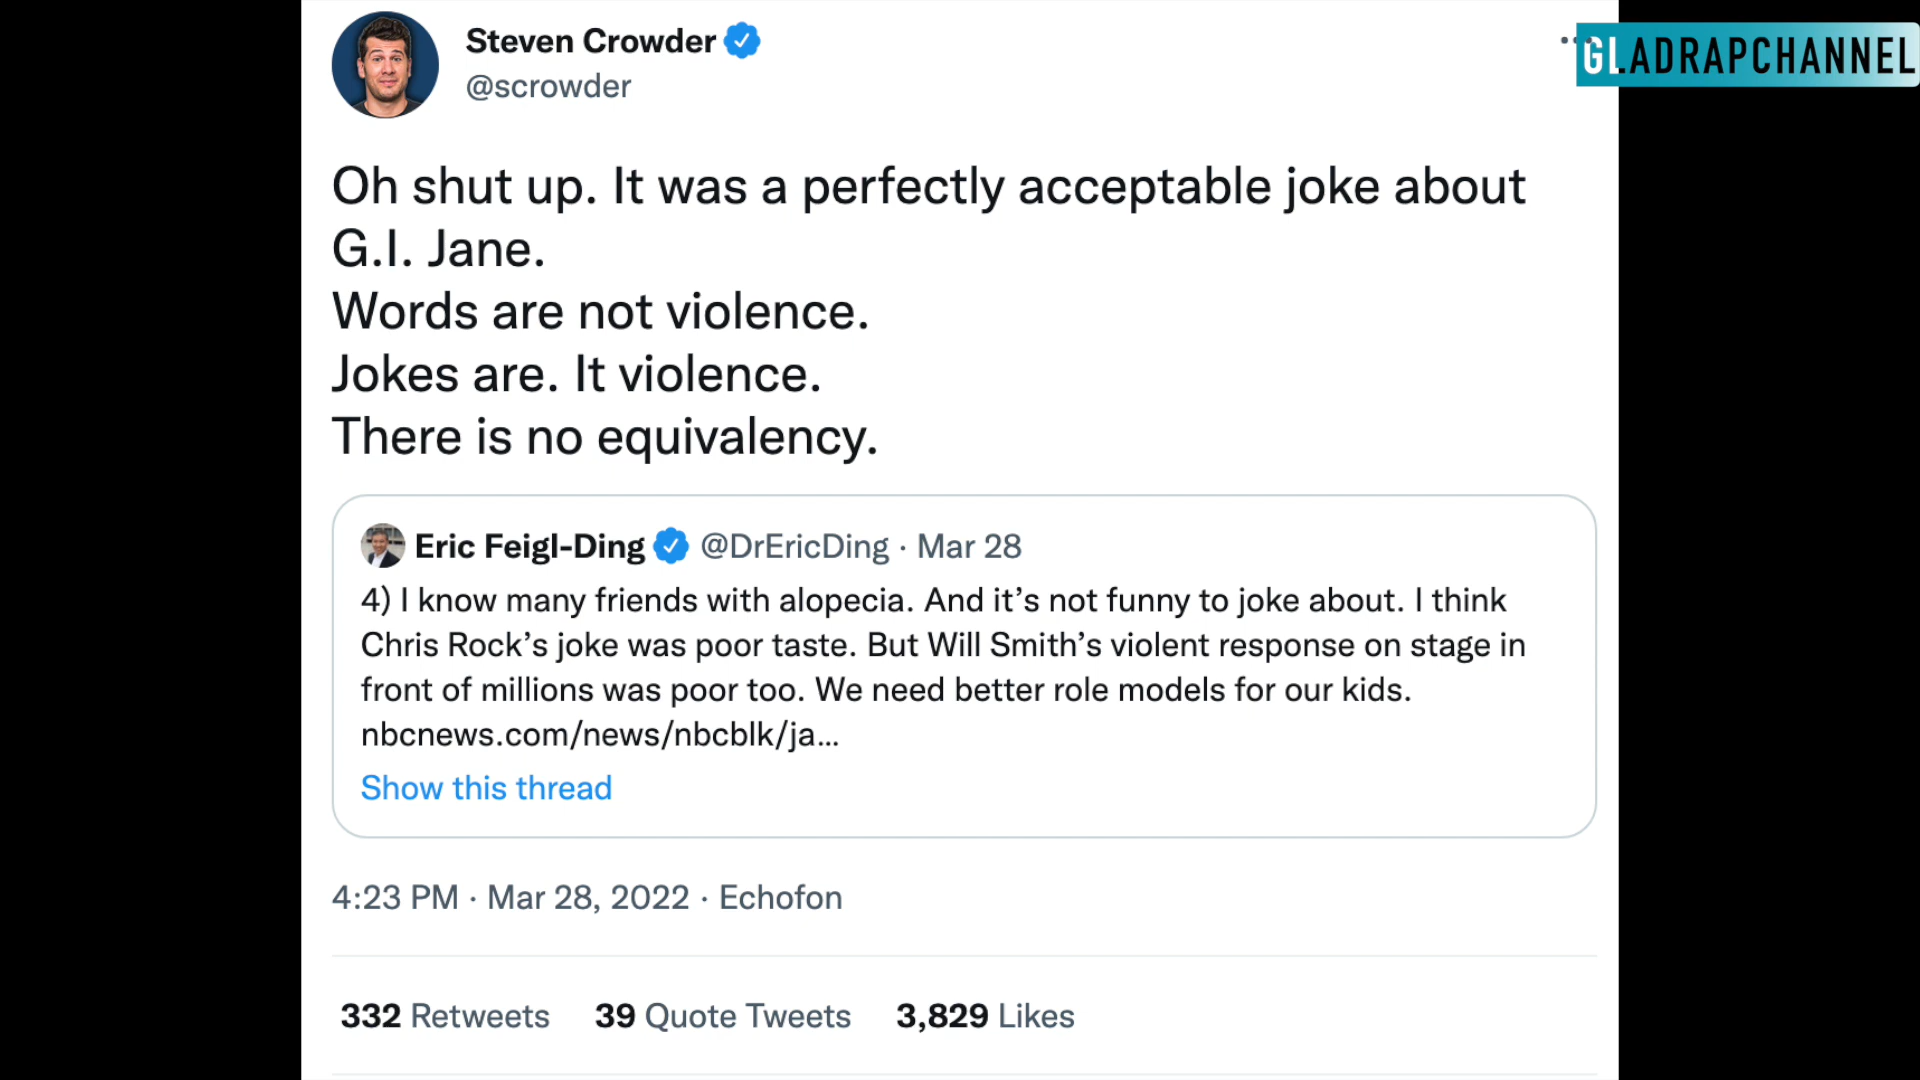 Steven Crowder
@scrowder
GLADRAPCHANNEL
Oh shut up. It was a perfectly acceptable joke about
G.I. Jane.
Words are not violence.
Jokes are. It violence.
There is no equivalency.
Eric Feigl-Ding @DrEricDing · Mar 28
4) I know many friends with alopecia. And it’s not funny to joke about. I think
Chris Rock’s joke was poor taste. But Will Smith’s violent response on stage in
front of millions was poor too. We need better role models for our kids.
nbcnews.com/news/nbcblk/ja…
Show this thread
4:23 PM · Mar 28, 2022 · Echofon
332 Retweets 39 Quote Tweets 3,829 Likes